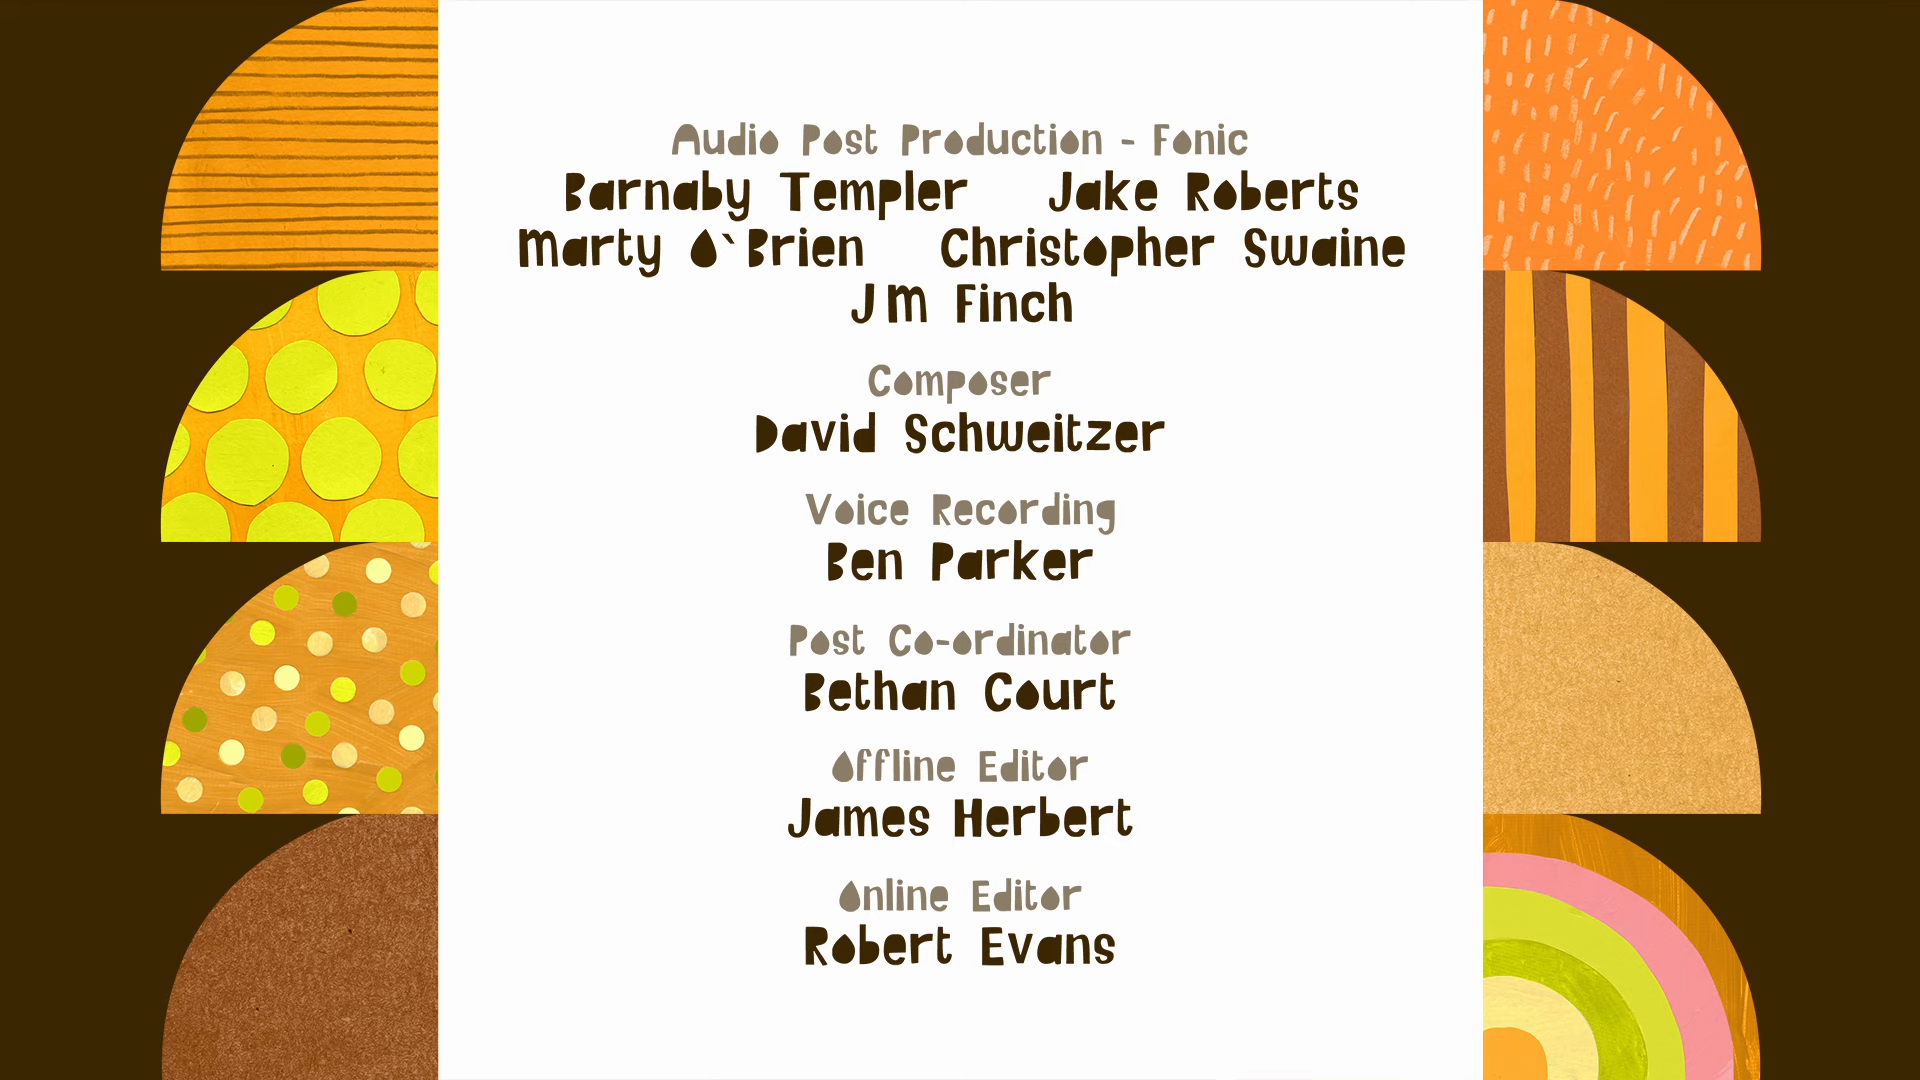 Audio Post Production - Fonic
Barnaby Templer Jake Roberts
Marty O`Brien Christopher Swaine
JM Finch
Composer
David Schweitzer
Voice Recording
Ben Parker
Post Co-ordinator
Bethan Court
Offline Editor
James Herbert
Online Editor
Robert Evans